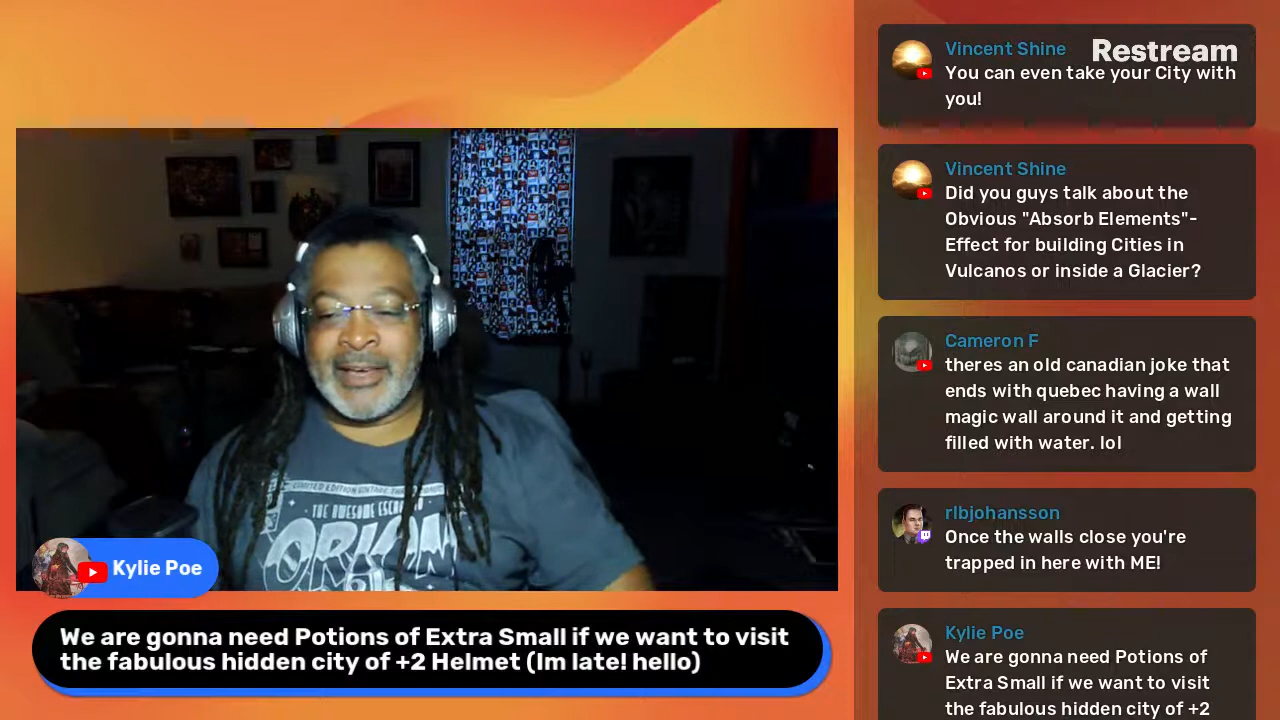 Restream
Vincent Shine
You can even take your City with
you!
Vincent Shine
Did you guys talk about the
Obvious "Absorb Elements"-
Effect for building Cities in
Vulcanos or inside a Glacier?
Cameron F
theres an old canadian joke that
ends with quebec having a wall
magic wall around it and getting
filled with water. lol
rlbjohansson
Once the walls close you're
trapped in here with ME!
Kylie Poe
We are gonna need Potions of
Extra Small if we want to visit
the fabulous hidden city of +2
LIMITED EDITION
THE AWESOME
Kylie Poe
We are gonna need Potions of Extra Small if we want to visit
the fabulous hidden city of +2 Helmet (Im late! hello)